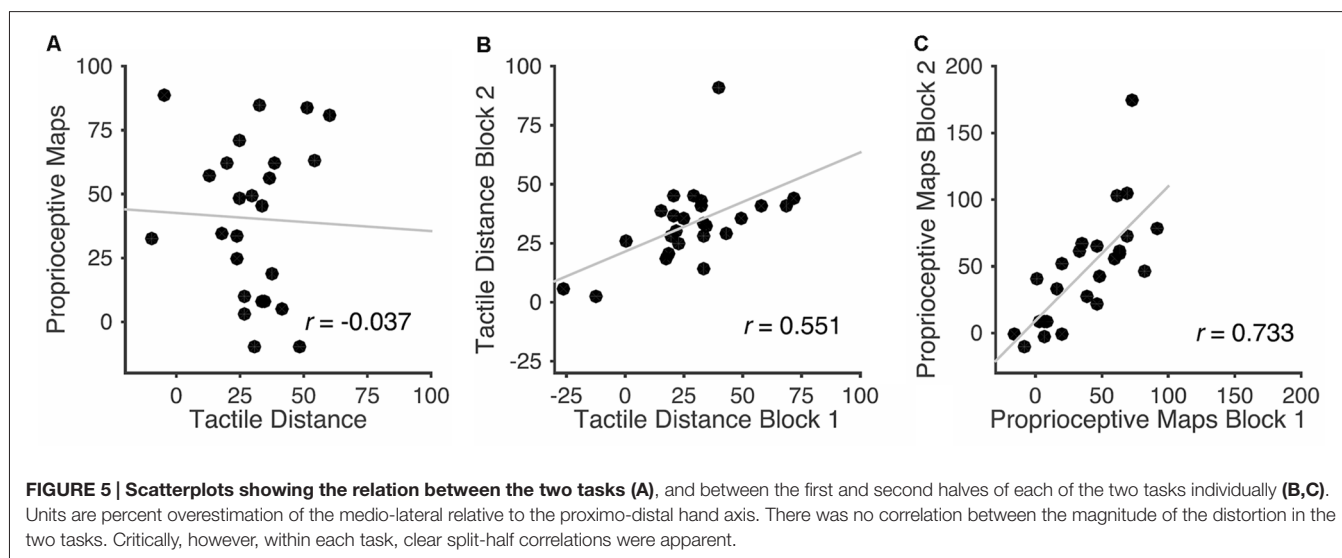 A
Proprioceptive Maps
100
75
50
25
0
0 25 50 75 100
Tactile Distance
r = -0.037
B
Tactile Distance Block 2
100
75
50
25
0
-25
-25 0 25 50 75 100
Tactile Distance Block 1
r = 0.551
C
Proprioceptive Maps Block 2
200
150
100
50
0
0 50 100 150 200
Proprioceptive Maps Block 1
r = 0.733
FIGURE 5 | Scatterplots showing the relation between the two tasks (A), and between the first and second halves of each of the two tasks individually (B,C).
Units are percent overestimation of the medio-lateral relative to the proximo-distal hand axis. There was no correlation between the magnitude of the distortion in the
two tasks. Critically, however, within each task, clear split-half correlations were apparent.